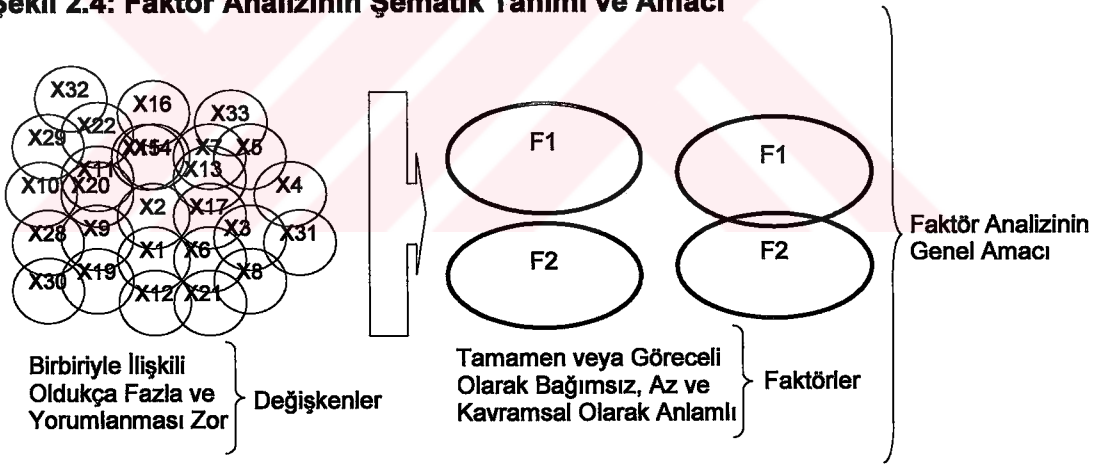 Şekil 2.4: Faktör Analizinin Şematik Tanımı ve Amacı
X32
X16
X33
X29
X22
X7
X5
X11
X13
X10
X20
X4
X2
X17
X28
X9
X3
X31
X1
X6
X30
X19
X8
X12
X21
F1
F2
F1
F2
Faktör Analizinin
Genel Amacı
Birbiriyle İlişkili
Oldukça Fazla ve
Yorumlanması Zor
Değişkenler
Tamamen veya Göreceli
Olarak Bağımsız, Az ve
Kavramsal Olarak Anlamlı
Faktörler